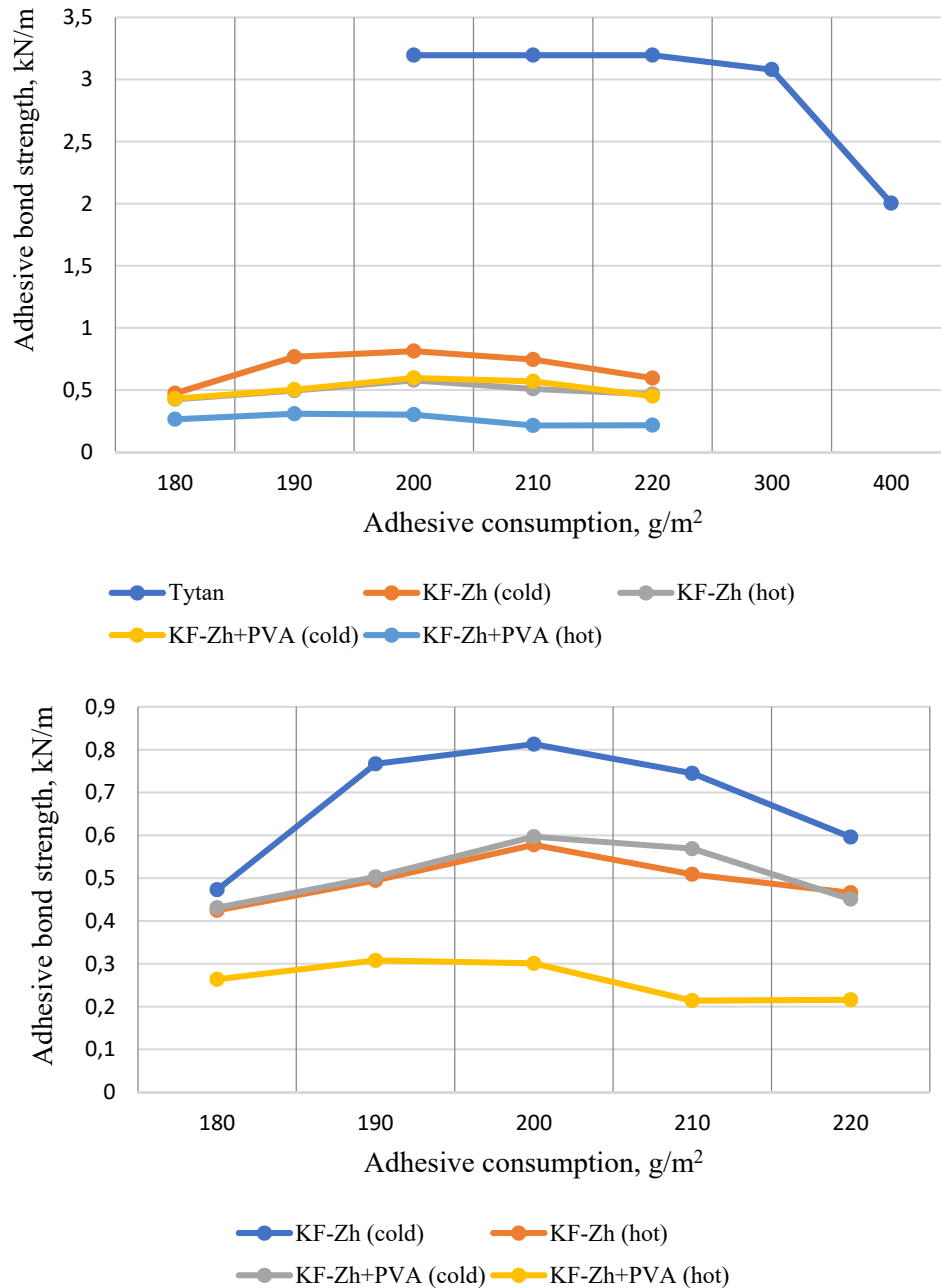 Adhesive bond strength, kN/m
3,5
3
2,5
2
1,5
1
0,5
0
180 190 200 210 220 300 400
Adhesive consumption, g/m²
Tytan KF-Zh (cold) KF-Zh (hot)
KF-Zh+PVA (cold) KF-Zh+PVA (hot)
Adhesive bond strength, kN/m
0,9
0,8
0,7
0,6
0,5
0,4
0,3
0,2
0,1
0
180 190 200 210 220
Adhesive consumption, g/m²
KF-Zh (cold) KF-Zh (hot)
KF-Zh+PVA (cold) KF-Zh+PVA (hot)